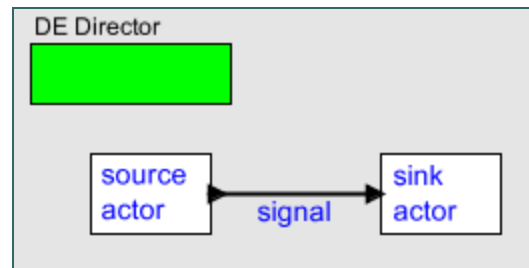 DE Director
source
actor
signal
sink
actor